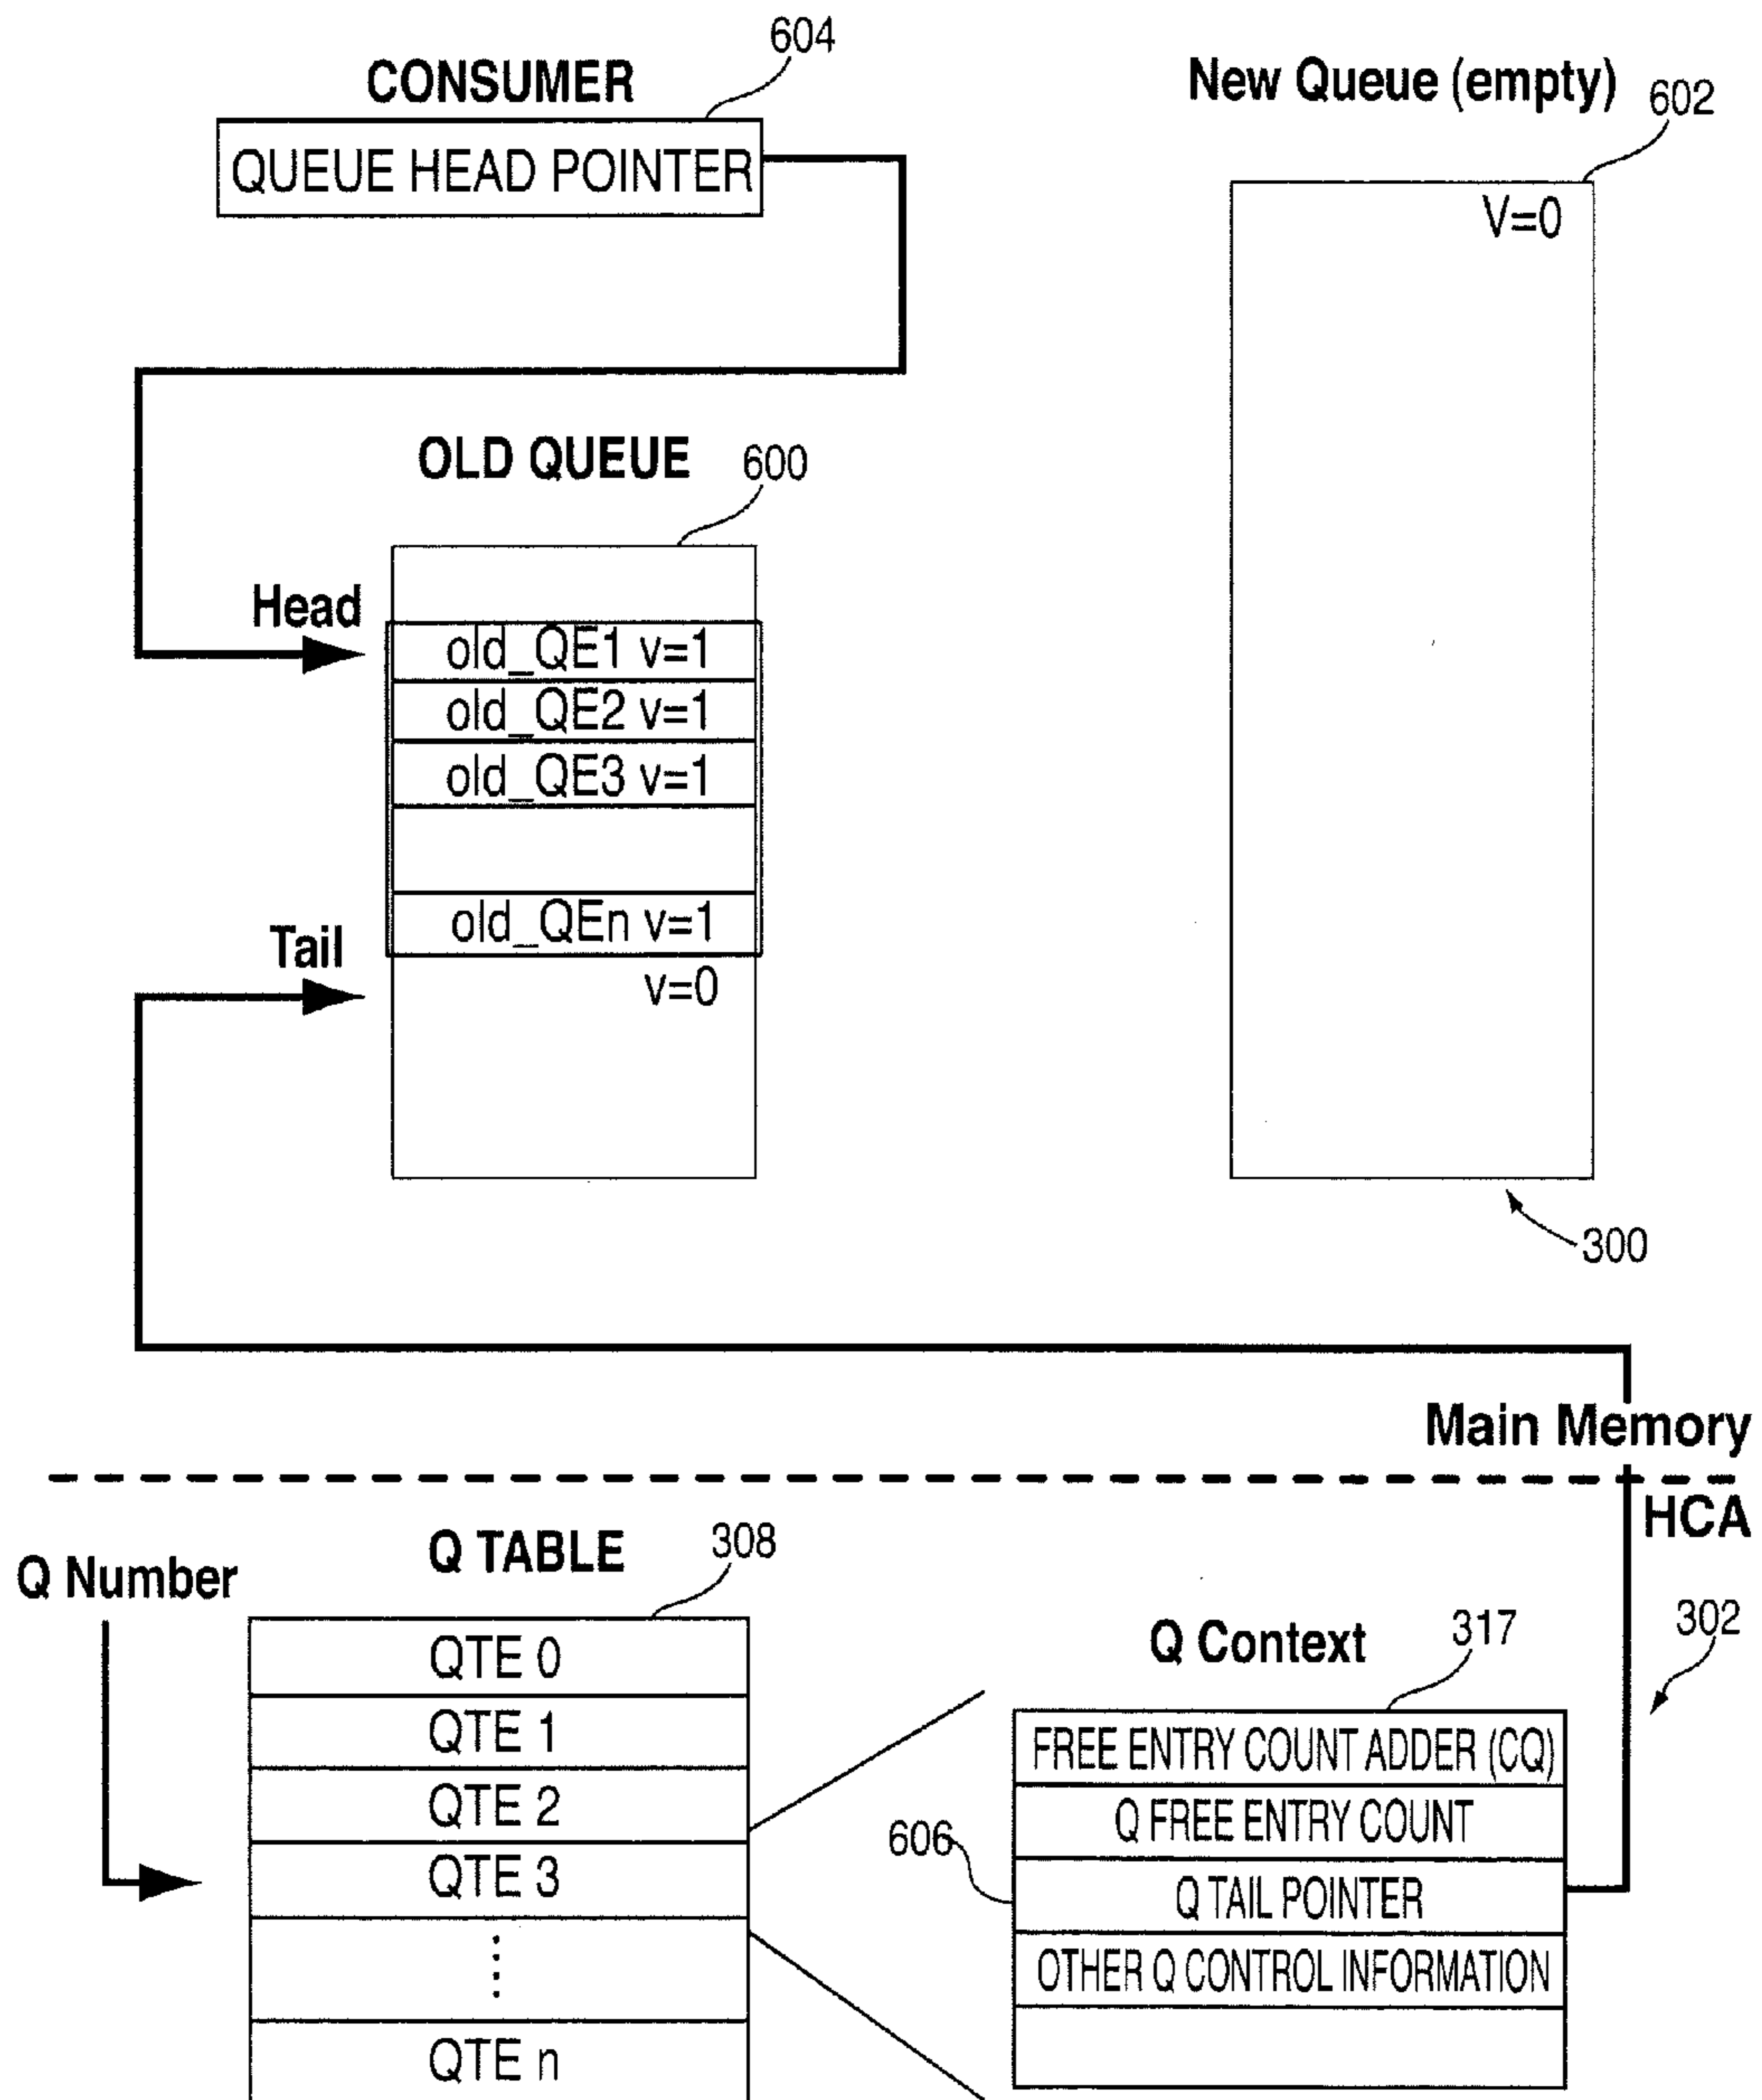 604
CONSUMER
QUEUE HEAD POINTER
New Queue (empty)
602
V=0
OLD QUEUE
600
Head
old_QE1 v=1
old_QE2 v=1
old_QE3 v=1
old_QEn v=1
Tail
v=0
300
Main Memory
HCA
Q Number
Q TABLE
308
QTE 0
QTE 1
QTE 2
QTE 3
QTE n
Q Context
317
302
FREE ENTRY COUNT ADDER (CQ)
Q FREE ENTRY COUNT
606
Q TAIL POINTER
OTHER Q CONTROL INFORMATION